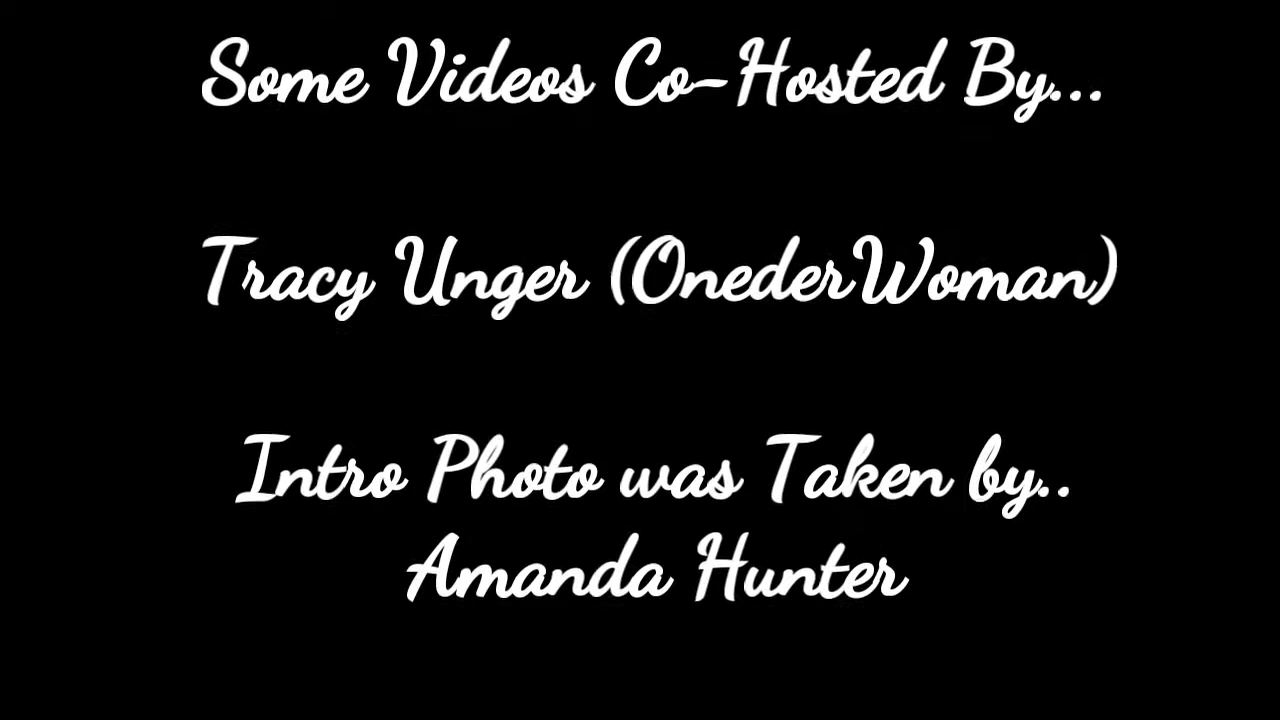 Some Videos Co-Hosted By...
Tracy Unger (OnederWoman)
Intro Photo was Taken by..
Amanda Hunter